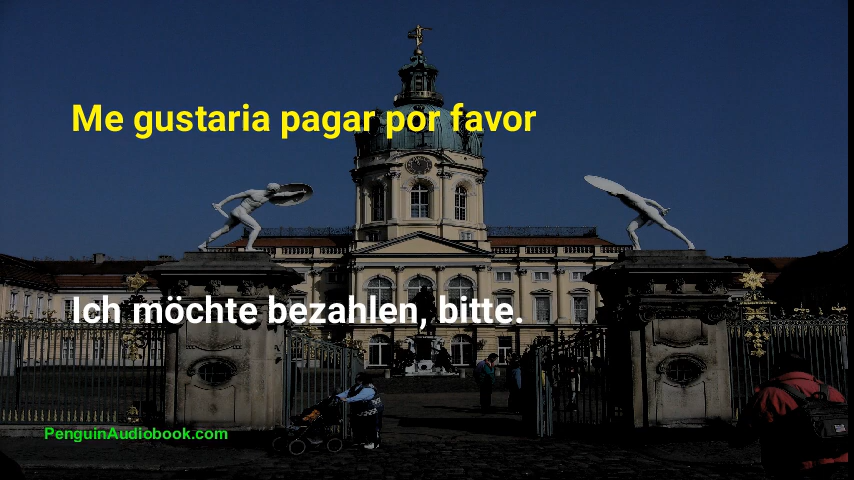 Me gustaria pagar por favor
Ich möchte bezahlen, bitte.
PenguinAudiobook.com